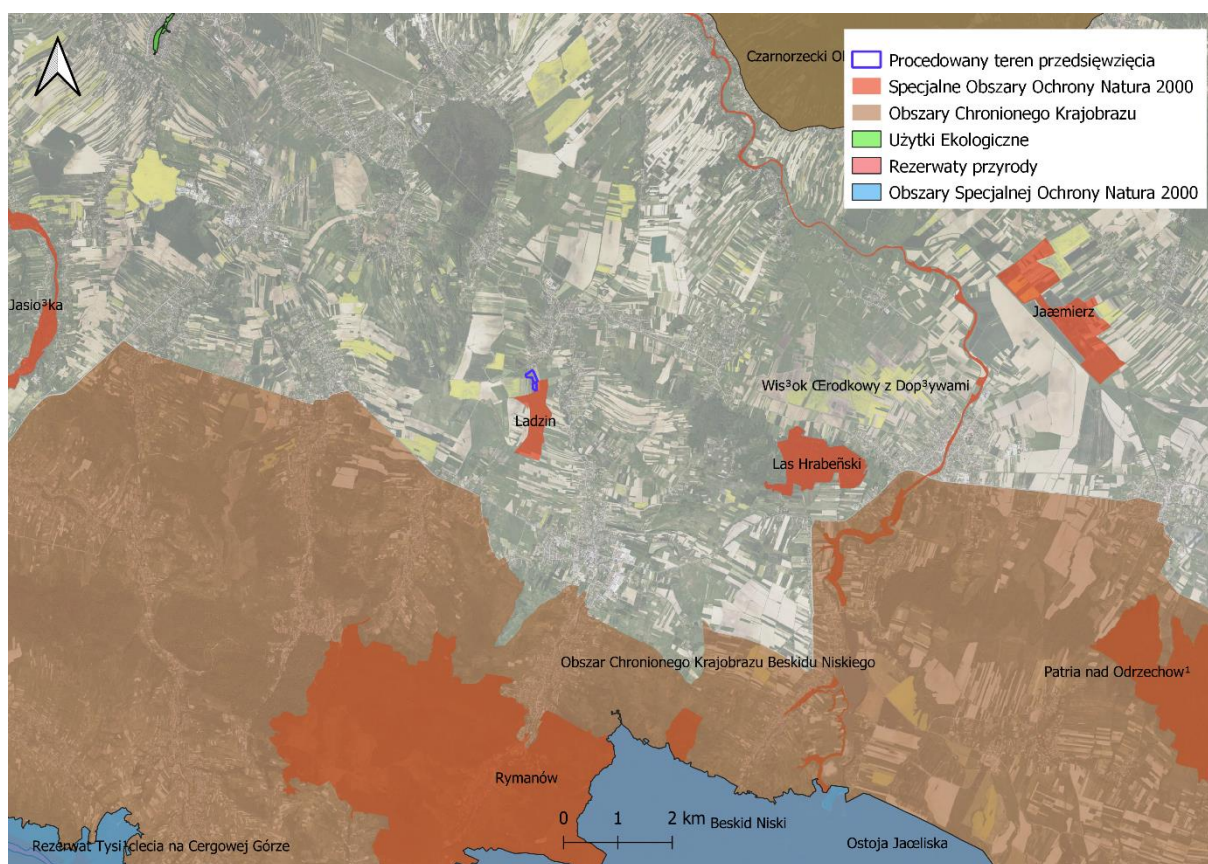 Czarnorzecki Ob
Procedowany teren przedsięwzięcia
Specjalne Obszary Ochrony Natura 2000
Obszary Chronionego Krajobrazu
Użytki Ekologiczne
Rezerwaty przyrody
Obszary Specjalnej Ochrony Natura 2000
Jasio³ka
Jaæmierz
Wis³ok Œrodkowy z Dop³ywami
Ladzin
Las Hrabeñski
Obszar Chronionego Krajobrazu Beskidu Niskiego
Patria nad Odrzechow¹
Rymanów
0 1 2 km
Beskid Niski
Rezerwat Tysi¹clecia na Cergowej Górze
Ostoja Jaœliska